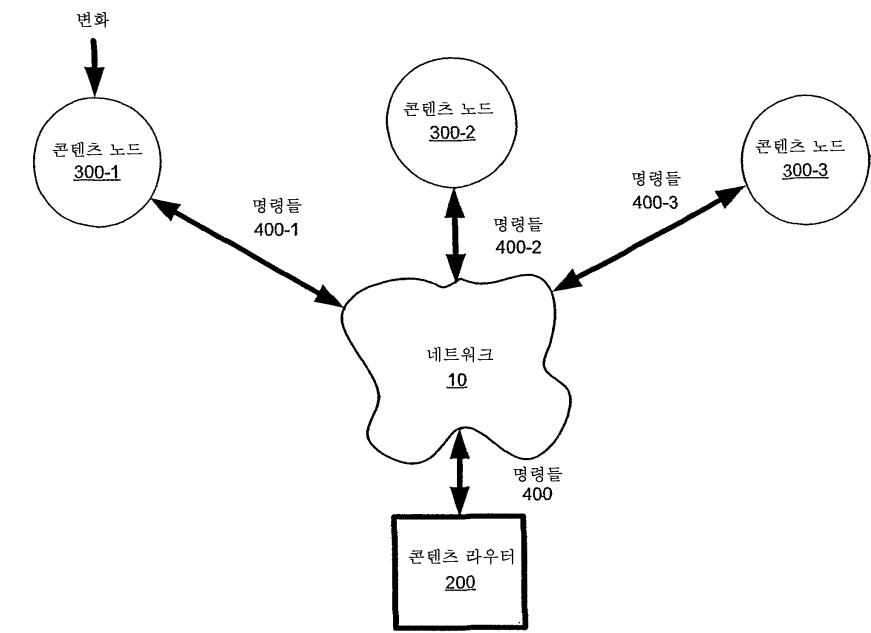 변화
콘텐츠 노드
300-1
콘텐츠 노드
300-2
콘텐츠 노드
300-3
명령들
400-1
명령들
400-2
명령들
400-3
네트워크
10
명령들
400
콘텐츠 라우터
200